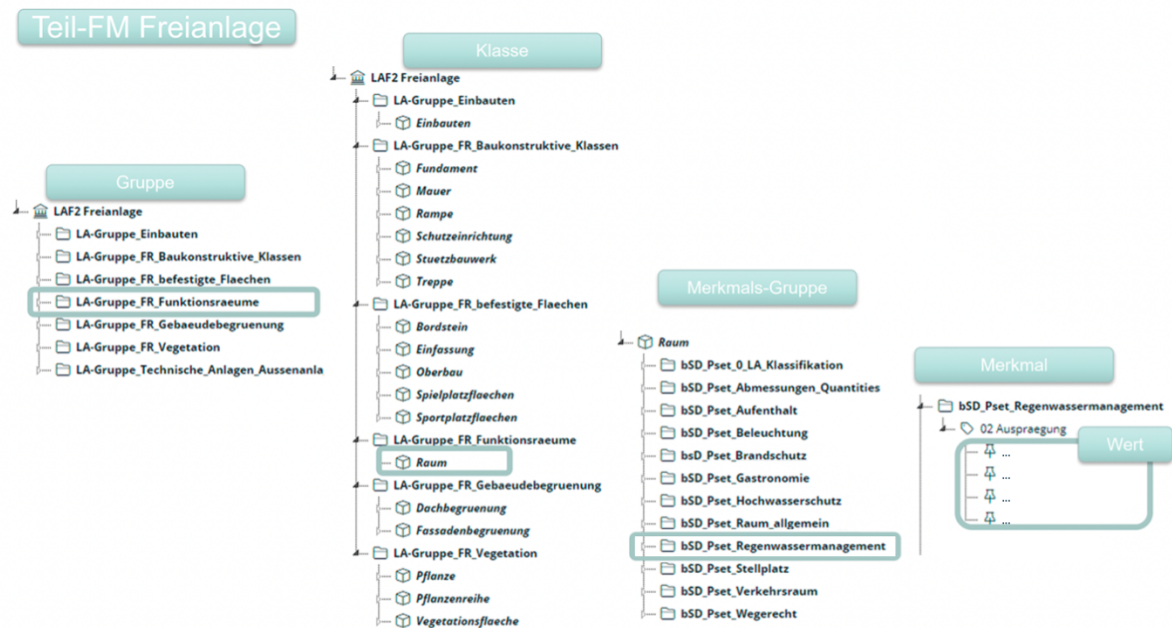 Teil-FM Freianlage
Gruppe
LAF2 Freianlage
LA-Gruppe_Einbauten
LA-Gruppe_FR_Baukonstruktive_Klassen
LA-Gruppe_FR_befestigte_Flaechen
LA-Gruppe_FR_Funktionsraeume
LA-Gruppe_FR_Gebaeudebegruenung
LA-Gruppe_FR_Vegetation
LA-Gruppe_Technische_Anlagen_Aussenanla
Klasse
LAF2 Freianlage
LA-Gruppe_Einbauten
Einbauten
LA-Gruppe_FR_Baukonstruktive_Klassen
Fundament
Mauer
Rampe
Schutzeinrichtung
Stuetzbauwerk
Treppe
LA-Gruppe_FR_befestigte_Flaechen
Bordstein
Einfassung
Oberbau
Spielplatzflaechen
Sportplatzflaechen
LA-Gruppe_FR_Funktionsraeume
Raum
LA-Gruppe_FR_Gebaeudebegruenung
Dachbegruenung
Fassadenbegruenung
LA-Gruppe_FR_Vegetation
Pflanze
Pflanzenreihe
Vegetationsflaeche
Merkmals-Gruppe
Raum
bSD_Pset_0_LA_Klassifikation
bSD_Pset_Abmessungen_Quantities
bSD_Pset_Aufenthalt
bSD_Pset_Beleuchtung
bsD_Pset_Brandschutz
bSD_Pset_Gastronomie
bSD_Pset_Hochwasserschutz
bSD_Pset_Raum_allgemein
bSD_Pset_Regenwassermanagement
bSD_Pset_Stellplatz
bSD_Pset_Verkehrsraum
bSD_Pset_Wegerecht
Merkmal
bSD_Pset_Regenwassermanagement
02 Auspraegung
Wert
...
...
...
...